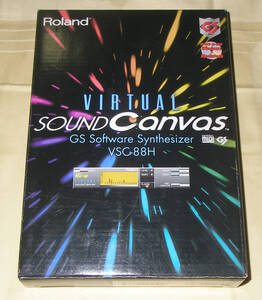 Roland
VIRTUAL
SOUND Canvas
GS Software Synthesizer
VSC-88H